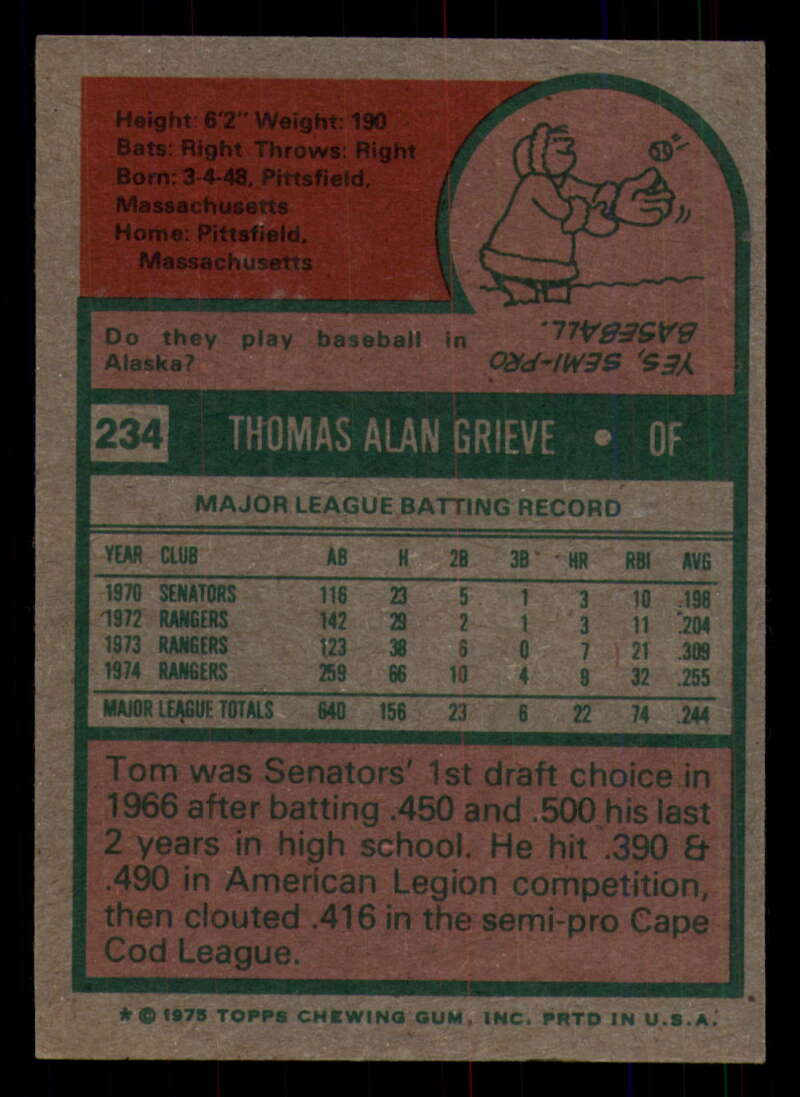 Height: 6'2" Weight: 190
Bats: Right Throws: Right
Born: 3-4-48, Pittsfield,
Massachusetts
Home: Pittsfield,
Massachusetts
Do they play baseball in
Alaska?
YES, SEMI-PRO
BASEBALL.
234 THOMAS ALAN GRIEVE • OF
MAJOR LEAGUE BATTING RECORD
YEAR CLUB AB H 2B 3B HR RBI AVG
1970 SENATORS 116 23 5 1 3 10 .198
1972 RANGERS 142 29 2 1 3 11 .204
1973 RANGERS 123 38 6 0 7 21 .309
1974 RANGERS 259 66 10 4 9 32 .255
MAJOR LEAGUE TOTALS 640 156 23 6 22 74 .244
Tom was Senators' 1st draft choice in
1966 after batting .450 and .500 his last
2 years in high school. He hit .390 &
.490 in American Legion competition,
then clouted .416 in the semi-pro Cape
Cod League.
* © 1975 TOPPS CHEWING GUM, INC. PRTD IN U.S.A.